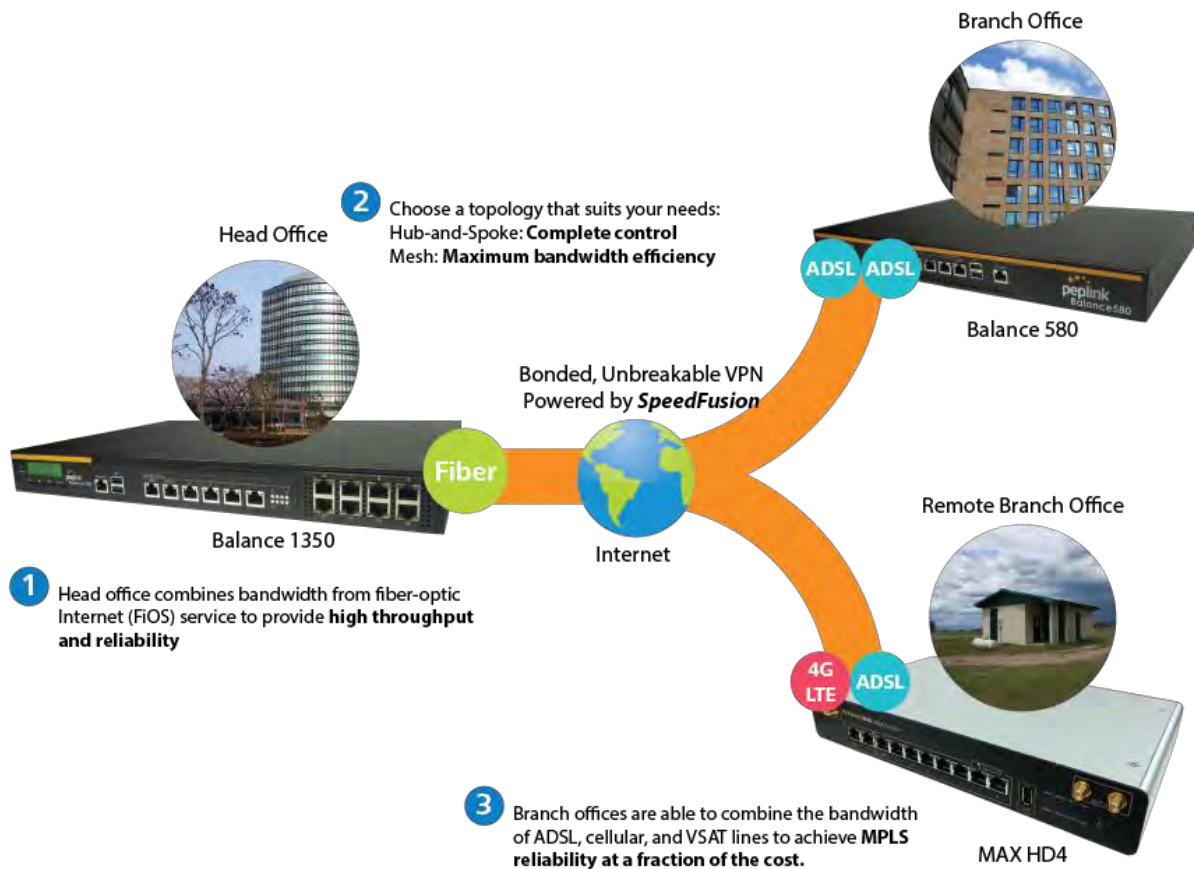 Branch Office
2
Choose a topology that suits your needs:
Hub-and-Spoke: Complete control
Mesh: Maximum bandwidth efficiency
Head Office
ADSL
ADSL
peplink
Balance580
Balance 580
Bonded, Unbreakable VPN
Powered by SpeedFusion
Fiber
Internet
Balance 1350
Remote Branch Office
1
Head office combines bandwidth from fiber-optic
Internet (FiOS) service to provide high throughput
and reliability
4G
LTE
ADSL
3
Branch offices are able to combine the bandwidth
of ADSL, cellular, and VSAT lines to achieve MPLS
reliability at a fraction of the cost.
MAX HD4